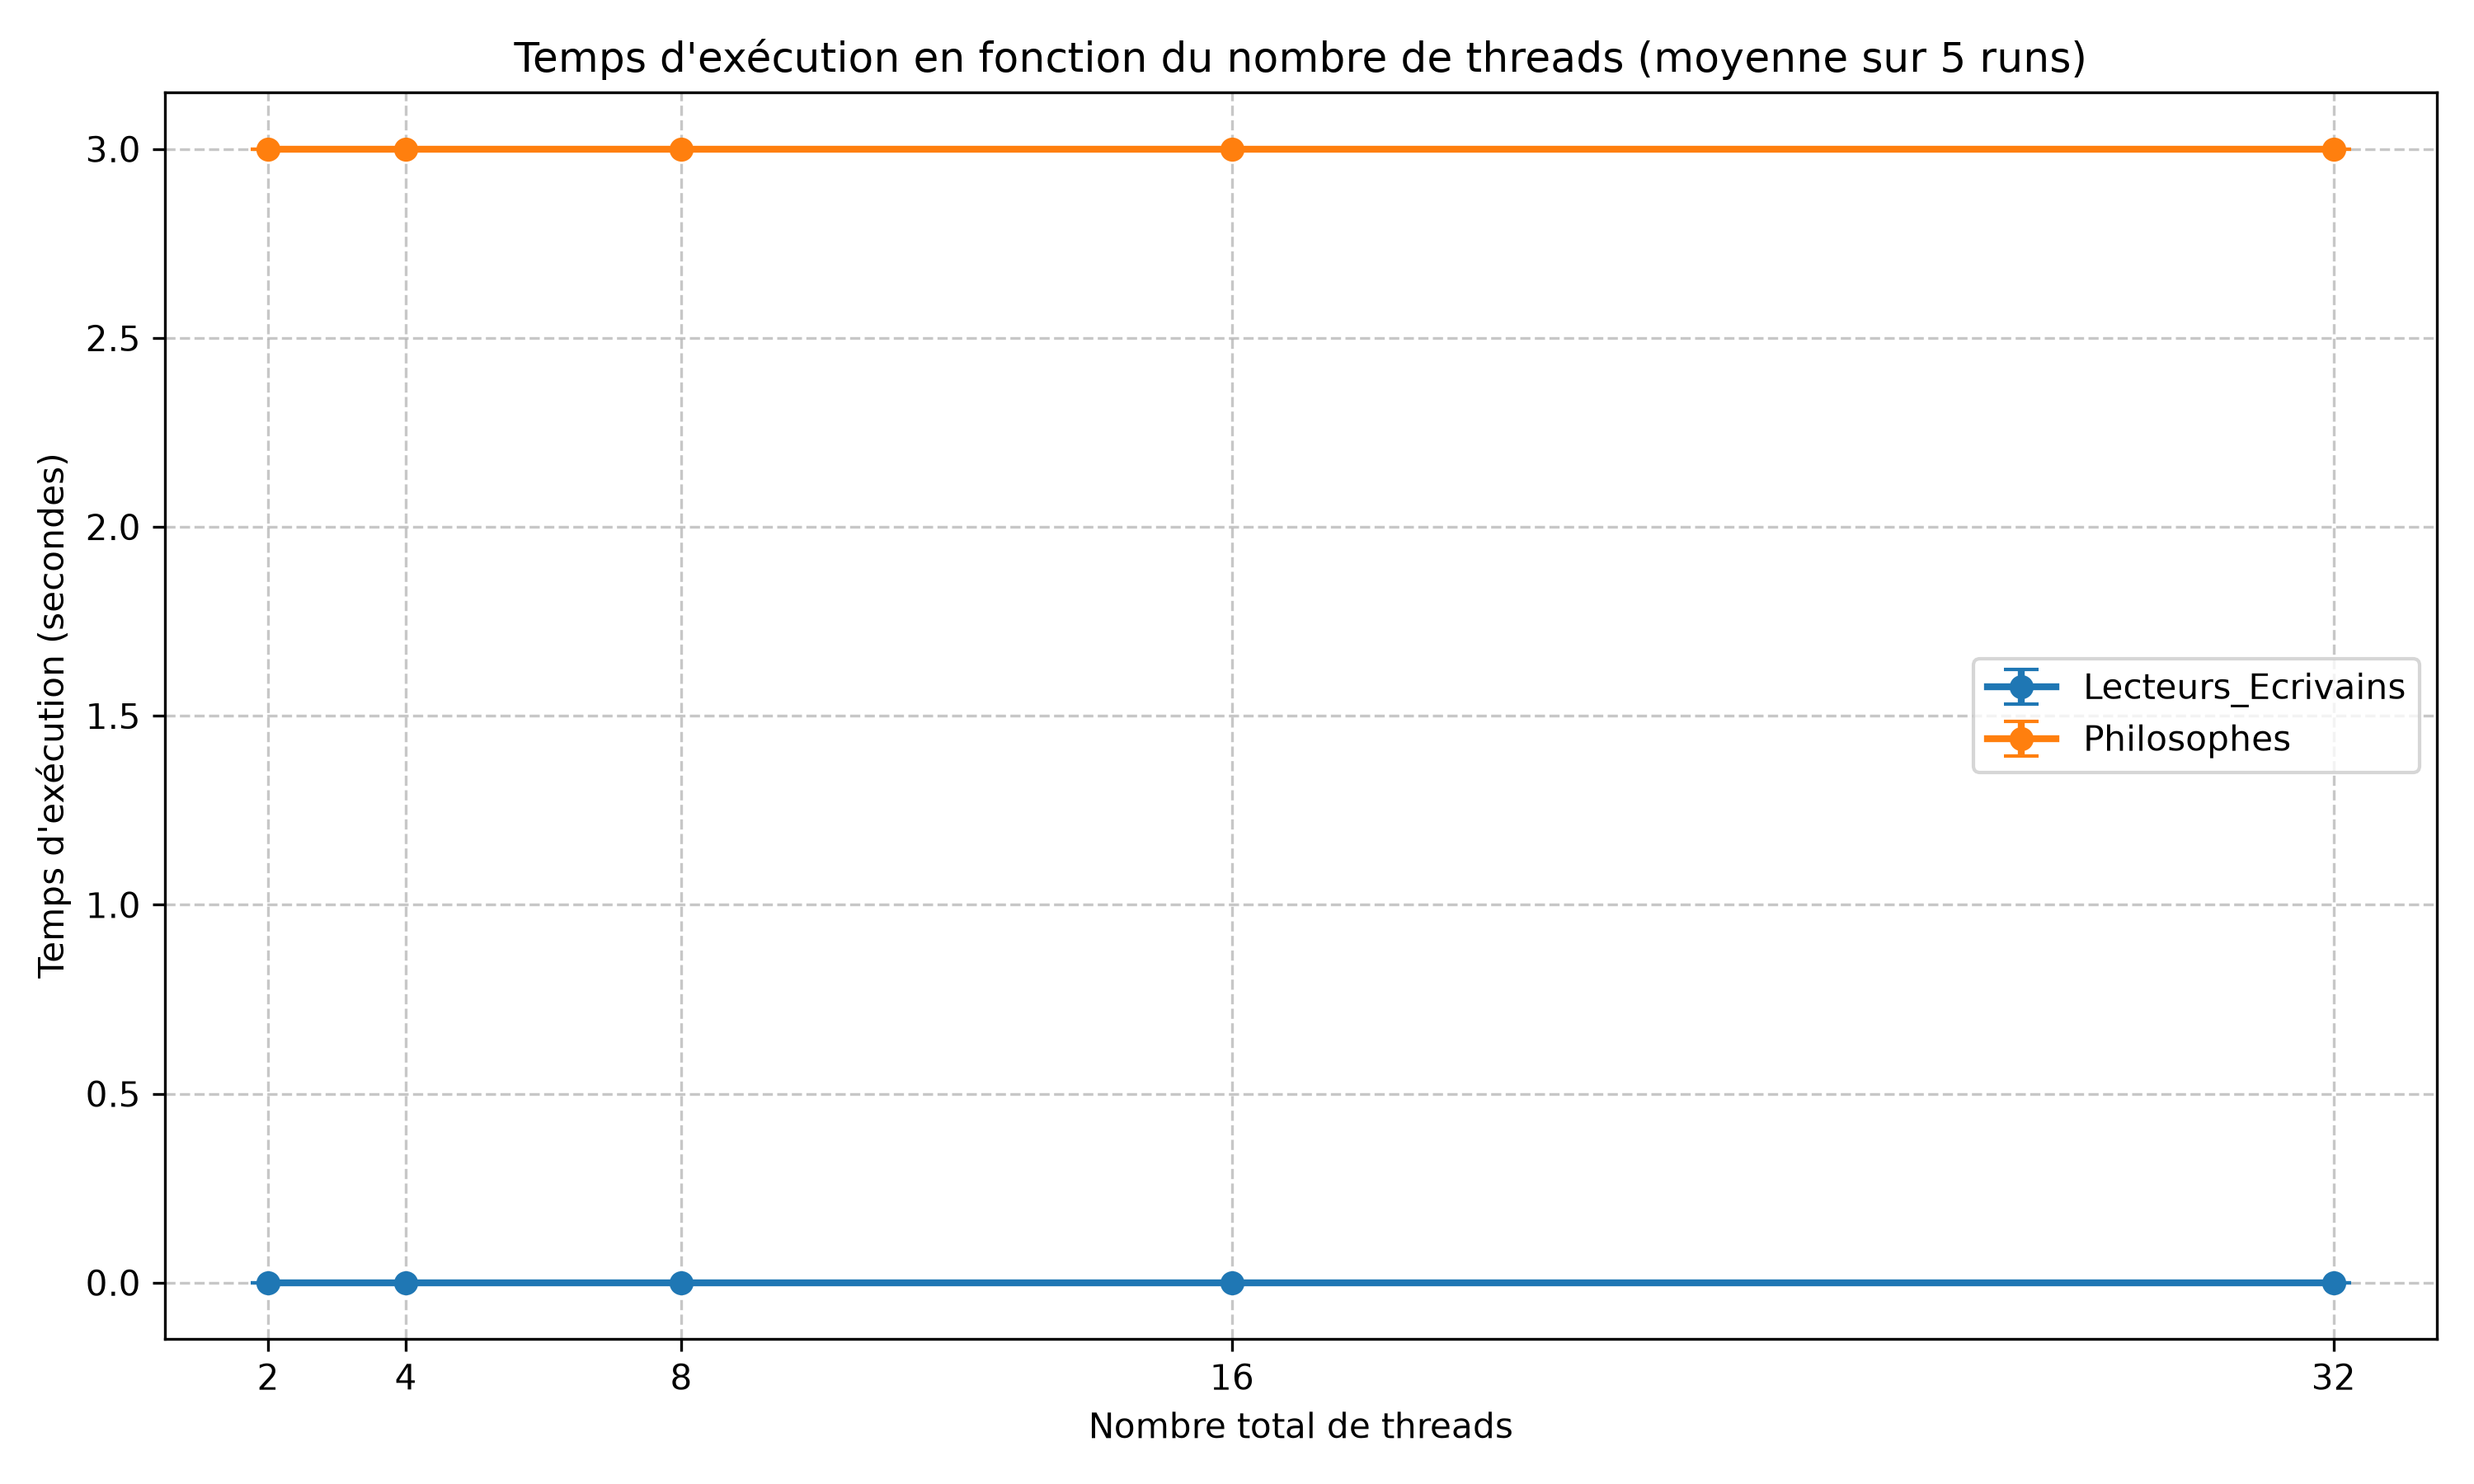 Temps d'exécution en fonction du nombre de threads (moyenne sur 5 runs)
3.0
2.5
2.0
1.5
1.0
0.5
0.0
Temps d'exécution (secondes)
Lecteurs_Ecrivains
Philosophes
2 4 8 16 32
Nombre total de threads